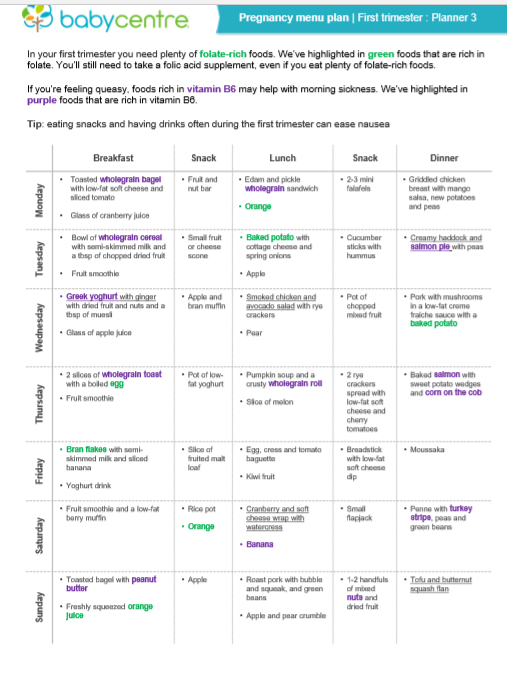 babycentre
Pregnancy menu plan | First trimester : Planner 3
In your first trimester you need plenty of folate-rich foods. We've highlighted in green foods that are rich in
folate. You'll still need to take a folic acid supplement, even if you eat plenty of folate-rich foods.
If you're feeling queasy, foods rich in vitamin B6 may help with morning sickness. We've highlighted in
purple foods that are rich in vitamin B6.
Tip: eating snacks and having drinks often during the first trimester can ease nausea
Breakfast
Snack
Lunch
Snack
Dinner
Monday
• Toasted wholegrain bagel
with low-fat soft cheese and
sliced tomato
• Glass of cranberry juice
• Fruit and
nut bar
• Edam and pickle
wholegrain sandwich
• Orange
• 2-3 mini
falafels
• Griddled chicken
breast with mango
salsa, new potatoes
and peas
Tuesday
• Bowl of wholegrain cereal
with semi-skimmed milk and
a tbsp of chopped dried fruit
• Fruit smoothie
• Small fruit
or cheese
scone
• Baked potato with
cottage cheese and
spring onions
• Apple
• Cucumber
sticks with
hummus
• Creamy haddock and
salmon pie with peas
Wednesday
• Greek yoghurt with ginger
with dried fruit and nuts and a
tbsp of muesli
• Glass of apple juice
• Apple and
bran muffin
• Smoked chicken and
avocado salad with rye
crackers
• Pear
• Pot of
chopped
mixed fruit
• Pork with mushrooms
in a low-fat creme
fraiche sauce with a
baked potato
Thursday
• 2 slices of wholegrain toast
with a boiled egg
• Fruit smoothie
• Pot of low-
fat yoghurt
• Pumpkin soup and a
crusty wholegrain roll
• Slice of melon
• 2 rye
crackers
spread with
low-fat soft
cheese and
cherry
tomatoes
• Baked salmon with
sweet potato wedges
and corn on the cob
Friday
• Bran flakes with semi-
skimmed milk and sliced
banana
• Yoghurt drink
• Slice of
fruited malt
loaf
• Egg, cress and tomato
baguette
• Kiwi fruit
• Breadstick
with low-fat
soft cheese
dip
• Moussaka
Saturday
• Fruit smoothie and a low-fat
berry muffin
• Rice pot
• Orange
• Cranberry and soft
cheese wrap with
watercress
• Banana
• Small
flapjack
• Penne with turkey
strips, peas and
green beans
Sunday
• Toasted bagel with peanut
butter
• Freshly squeezed orange
juice
• Apple
• Roast pork with bubble
and squeak, and green
beans
• Apple and pear crumble
• 1-2 handfuls
of mixed
nuts and
dried fruit
• Tofu and butternut
squash flan